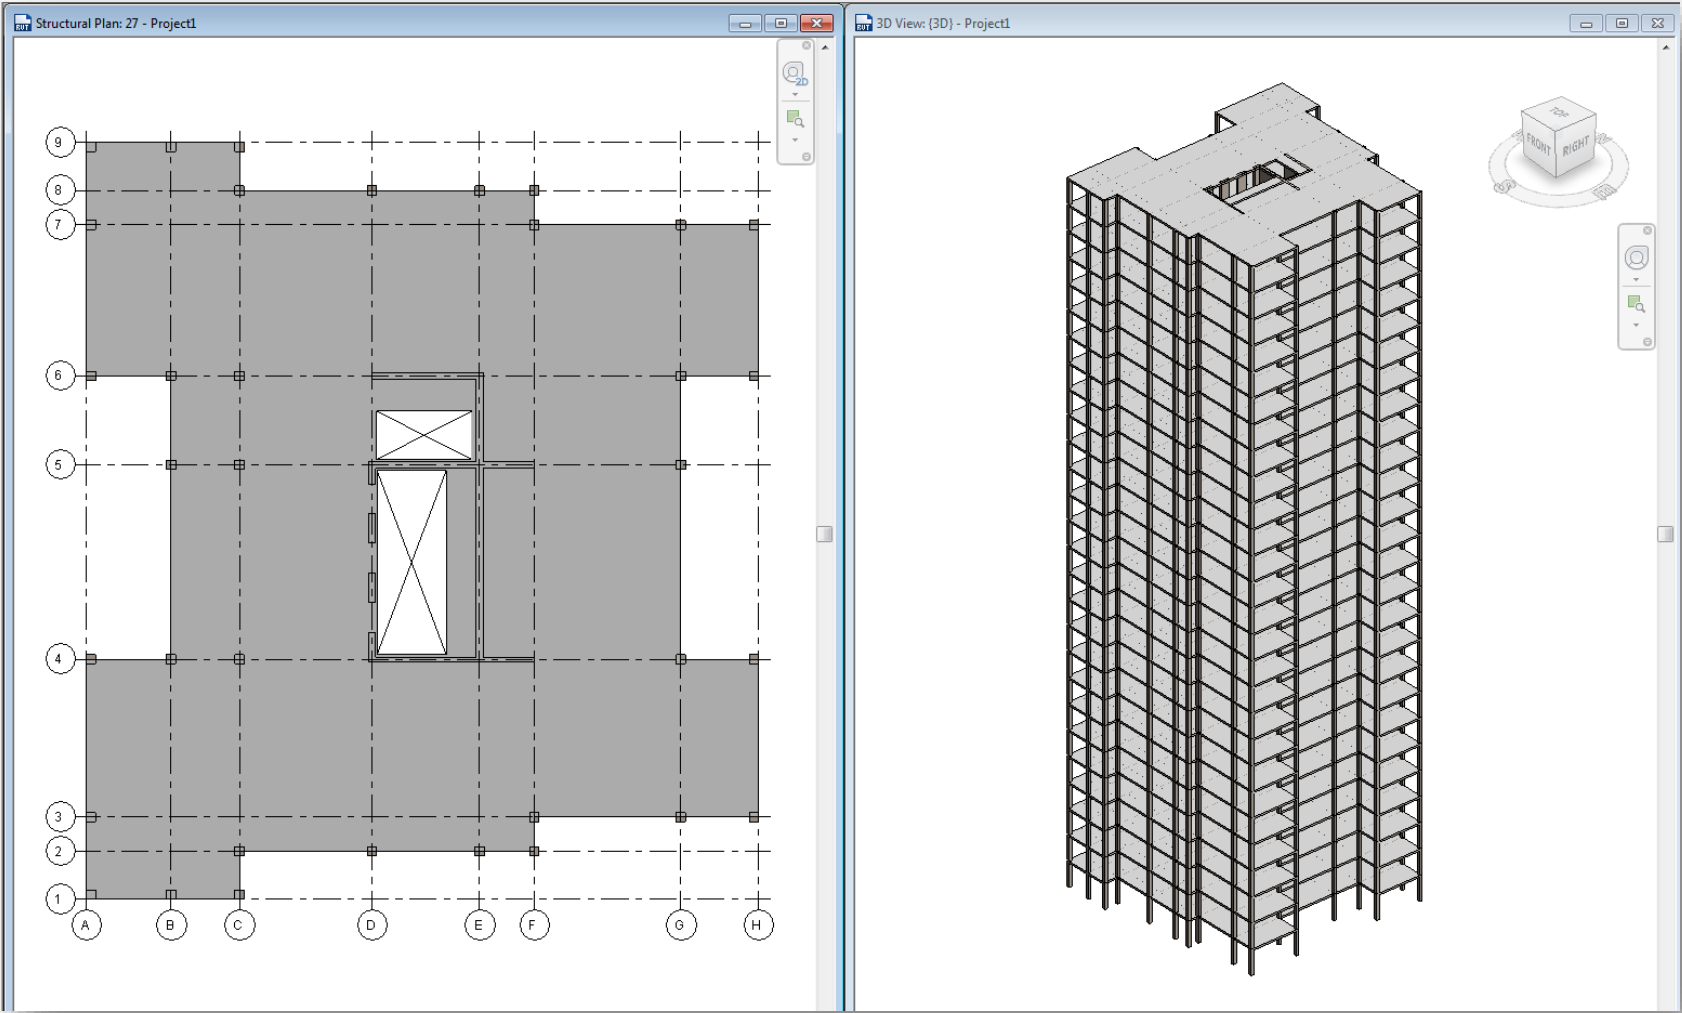 Structural Plan: 27 - Project1
2D
9
8
7
6
5
4
3
2
1
A B C D E F G H
3D View: {3D} - Project1
TOP
FRONT RIGHT